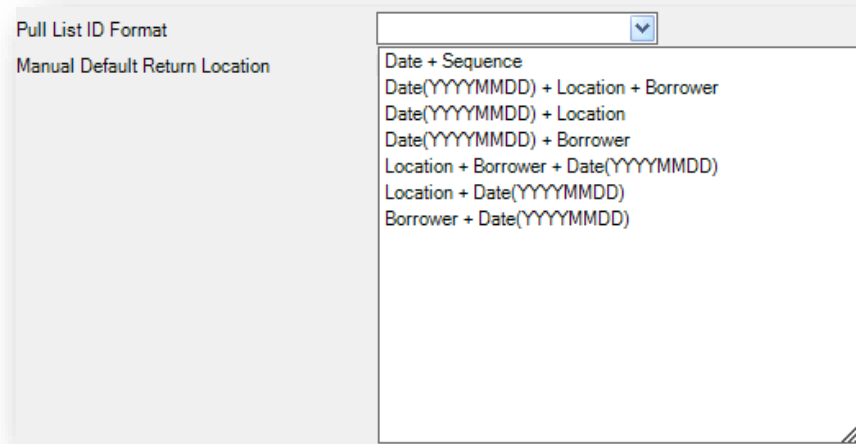 Pull List ID Format
Manual Default Return Location
Date + Sequence
Date(YYYYMMDD) + Location + Borrower
Date(YYYYMMDD) + Location
Date(YYYYMMDD) + Borrower
Location + Borrower + Date(YYYYMMDD)
Location + Date(YYYYMMDD)
Borrower + Date(YYYYMMDD)